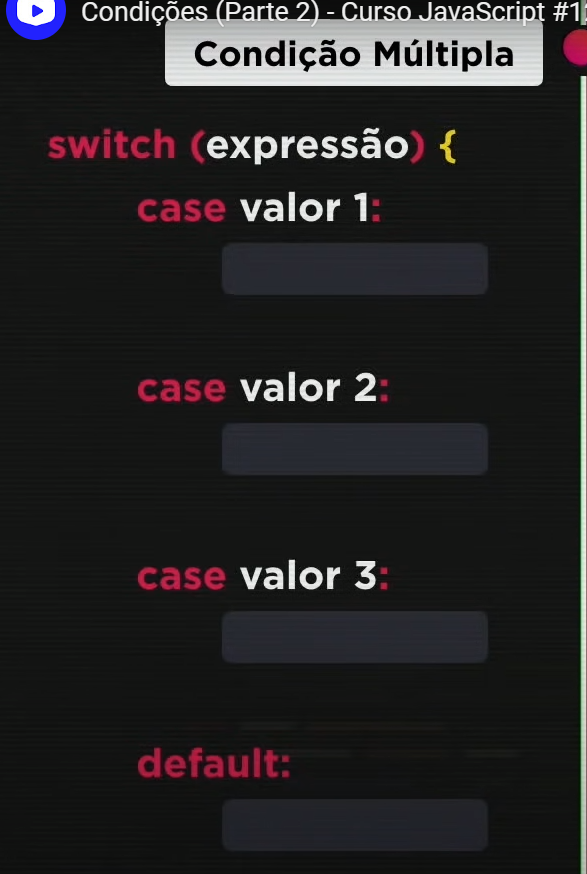 Condições (Parte 2) - Curso JavaScript #12
Condição Múltipla
switch (expressão) {
case valor 1:
case valor 2:
case valor 3:
default: